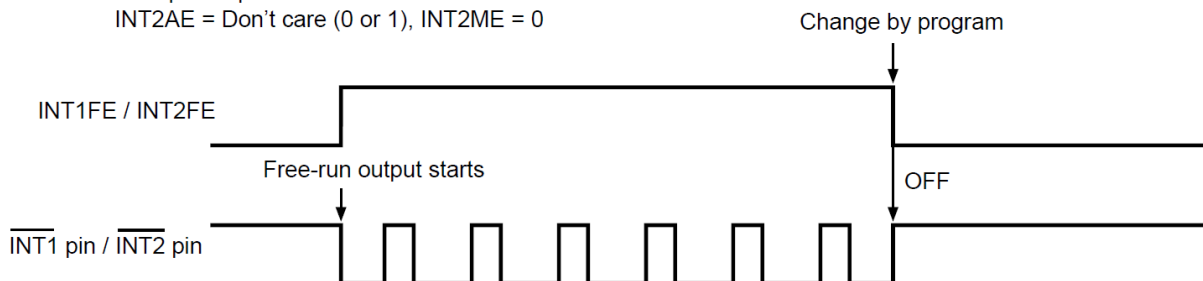 INT2AE = Don't care (0 or 1), INT2ME = 0
Change by program
INT1FE / INT2FE
Free-run output starts
OFF
INT1 pin / INT2 pin